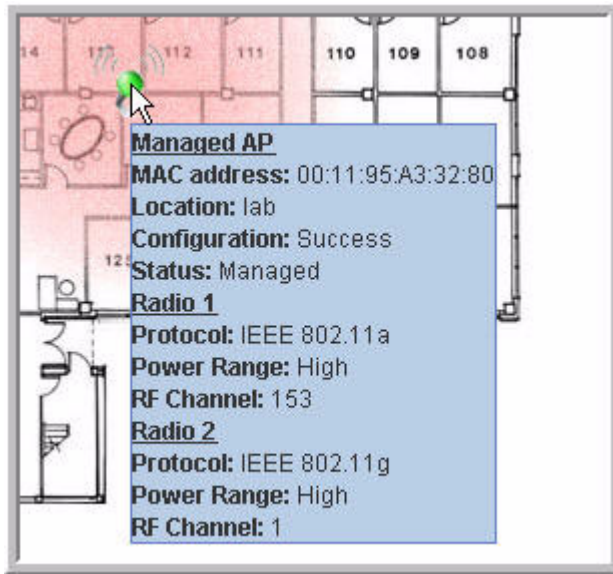 14
113
112
111
110
109
108
Managed AP
MAC address: 00:11:95:A3:32:80
Location: lab
Configuration: Success
12
Status: Managed
Radio 1
Protocol: IEEE 802.11a
Power Range: High
RF Channel: 153
Radio 2
Protocol: IEEE 802.11g
Power Range: High
RF Channel: 1